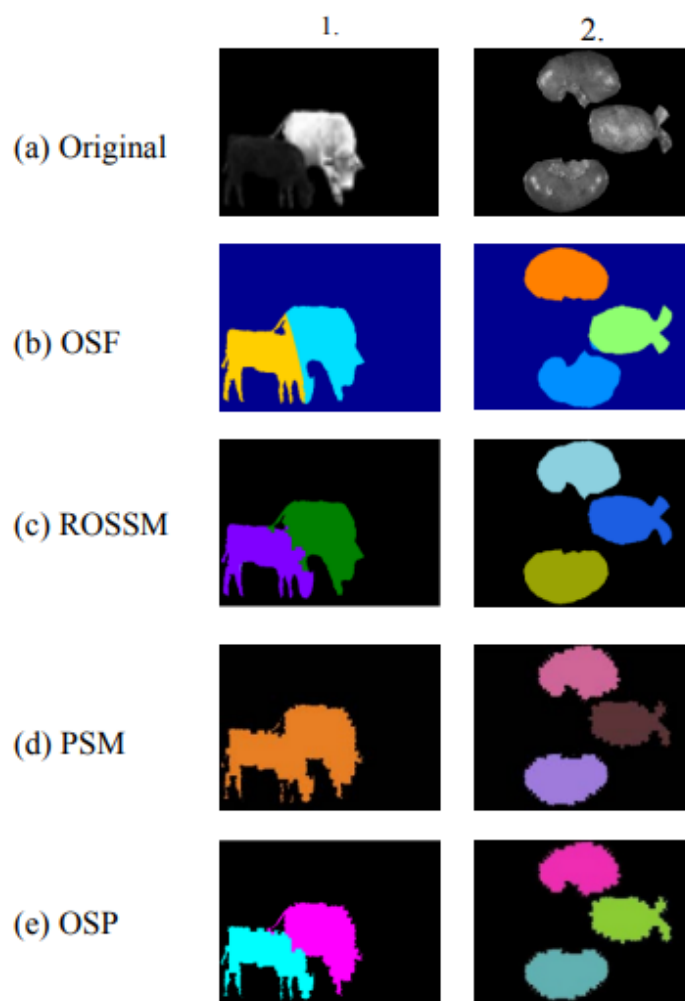 1.
2.
(a) Original
(b) OSF
(c) ROSSM
(d) PSM
(e) OSP